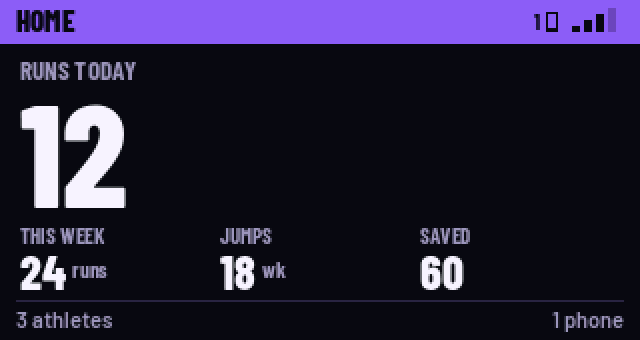 HOME 1
RUNS TODAY
12
THIS WEEK JUMPS SAVED
24 runs 18 wk 60
3 athletes 1 phone